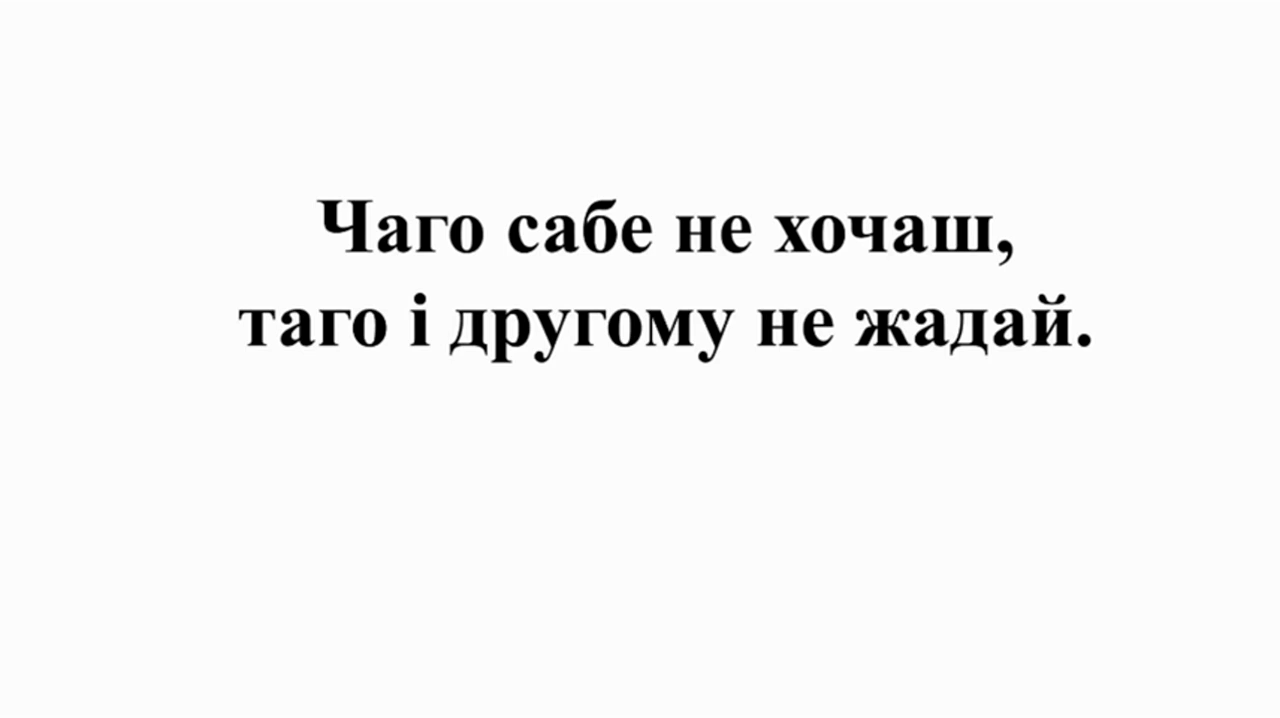 Чаго сабе не хочаш,
таго і другому не жадай.